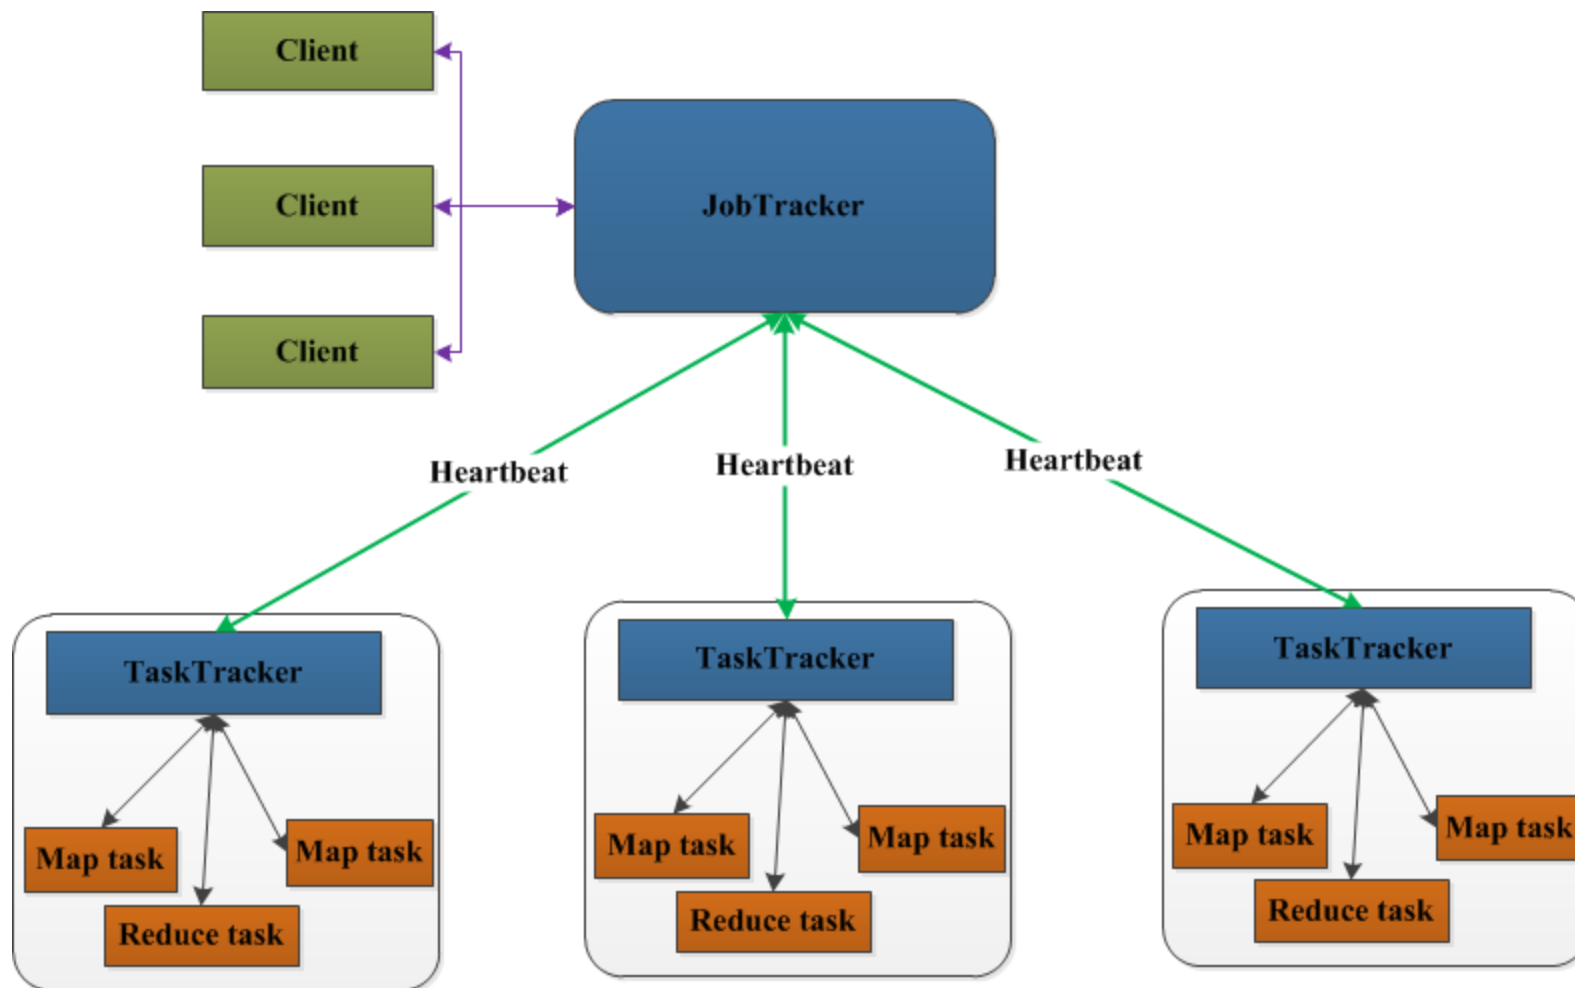 Client
Client
JobTracker
Client
Heartbeat
Heartbeat
Heartbeat
TaskTracker
TaskTracker
TaskTracker
Map task
Map task
Reduce task
Map task
Map task
Reduce task
Map task
Map task
Reduce task